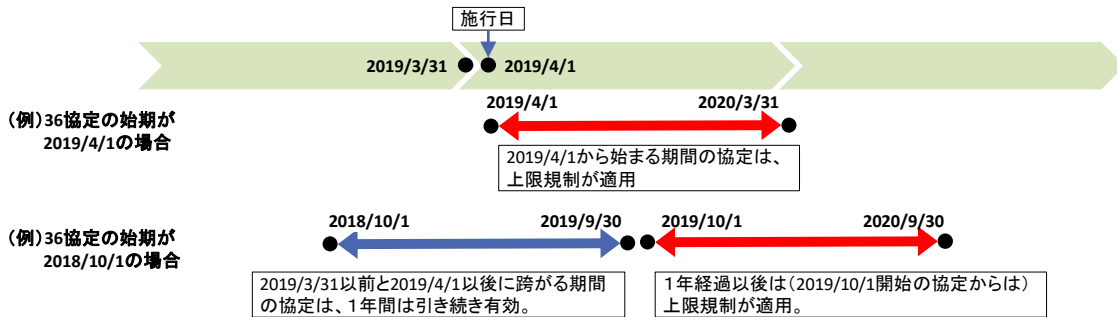 施行日
2019/3/31
2019/4/1
(例)36協定の始期が
2019/4/1の場合
2019/4/1
2020/3/31
2019/4/1から始まる期間の協定は、
上限規制が適用
(例)36協定の始期が
2018/10/1の場合
2018/10/1
2019/9/30
2019/10/1
2020/9/30
2019/3/31以前と2019/4/1以後に跨がる期間
の協定は、1年間は引き続き有効。
1年経過以後は(2019/10/1開始の協定からは)
上限規制が適用。